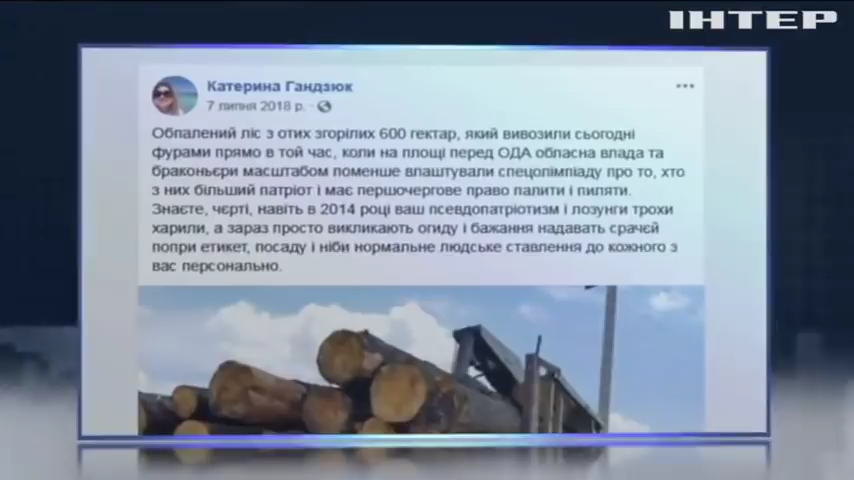 ІНТЕР
Катерина Гандзюк
7 липня 2018 р.
Обпалений ліс з отих згорілих 600 гектар, який вивозили сьогодні
фурами прямо в той час, коли на площі перед ОДА обласна влада та
браконьєри масштабом поменше влаштували спецолімпіаду про то, хто
з них більший патріот і має першочергове право палити і пиляти.
Знаєте, чєрті, навіть в 2014 році ваш псевдопатріотизм і лозунги трохи
харили, а зараз просто викликають огиду і бажання надавать срачєй
попри етикет, посаду і ніби нормальне людське ставлення до кожного з
вас персонально.